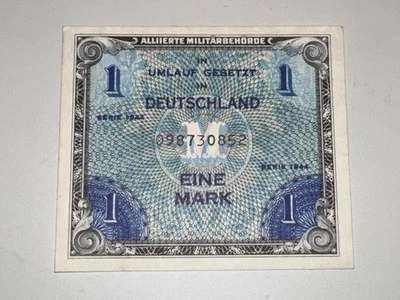 ALLIIERTE MILITÄRBEHÖRDE
IN
1 UMLAUF GESETZT 1
IN
DEUTSCHLAND
SERIE 1944
098730852
M
SERIE 1944
EINE
MARK
1 1